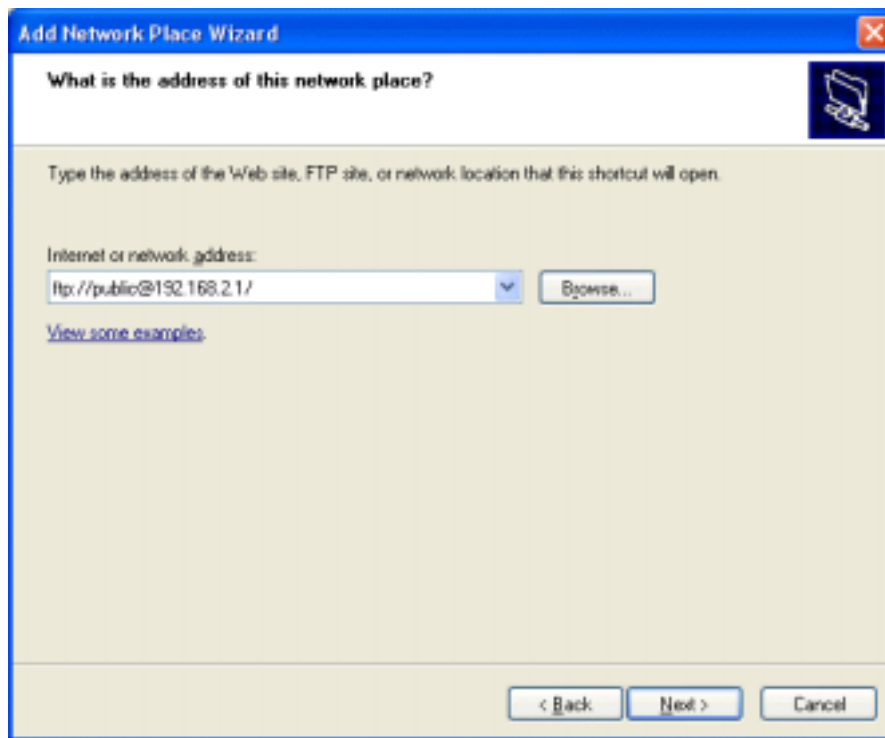 Add Network Place Wizard
What is the address of this network place?
Type the address of the Web site, FTP site, or network location that this shortcut will open.
Internet or network address:
ftp://public@192.168.2.1/
Browse...
View some examples.
< Back
Next >
Cancel